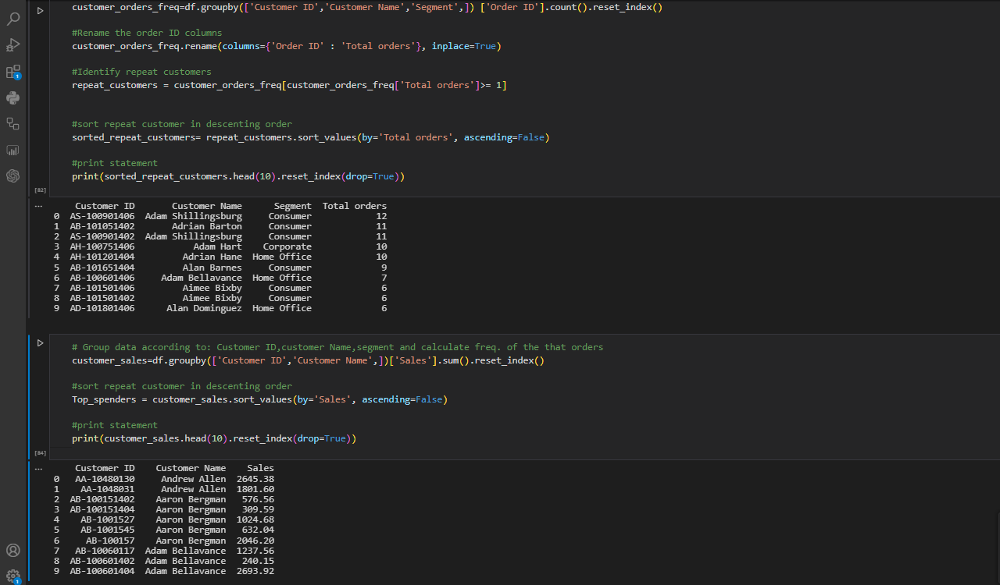 customer_orders_freq=df.groupby(['Customer ID','Customer Name','Segment',]) ['Order ID'].count().reset_index()
#Rename the order ID columns
customer_orders_freq.rename(columns={'Order ID' : 'Total orders'}, inplace=True)
#Identify repeat customers
repeat_customers = customer_orders_freq[customer_orders_freq['Total orders']>= 1]
#sort repeat customer in descenting order
sorted_repeat_customers= repeat_customers.sort_values(by='Total orders', ascending=False)
#print statement
print(sorted_repeat_customers.head(10).reset_index(drop=True))
[82]
... Customer ID Customer Name Segment Total orders
0 AS-100901406 Adam Shillingsburg Consumer 12
1 AB-101051402 Adrian Barton Consumer 11
2 AS-100901402 Adam Shillingsburg Consumer 11
3 AH-100751406 Adam Hart Corporate 10
4 AH-101201404 Adrian Hane Home Office 10
5 AB-101651404 Alan Barnes Consumer 9
6 AB-100601406 Adam Bellavance Home Office 7
7 AB-101501406 Aimee Bixby Consumer 6
8 AB-101501402 Aimee Bixby Consumer 6
9 AD-101801406 Alan Dominguez Home Office 6
# Group data according to: Customer ID,customer Name,segment and calculate freq. of the that orders
customer_sales=df.groupby(['Customer ID','Customer Name',])['Sales'].sum().reset_index()
#sort repeat customer in descenting order
Top_spenders = customer_sales.sort_values(by='Sales', ascending=False)
#print statement
print(customer_sales.head(10).reset_index(drop=True))
[84]
... Customer ID Customer Name Sales
0 AA-10480130 Andrew Allen 2645.38
1 AA-1048031 Andrew Allen 1801.60
2 AB-100151402 Aaron Bergman 576.56
3 AB-100151404 Aaron Bergman 309.59
4 AB-1001527 Aaron Bergman 1024.68
5 AB-1001545 Aaron Bergman 632.04
6 AB-100157 Aaron Bergman 2046.20
7 AB-10060117 Adam Bellavance 1237.56
8 AB-100601402 Adam Bellavance 240.15
9 AB-100601404 Adam Bellavance 2693.92
1
1